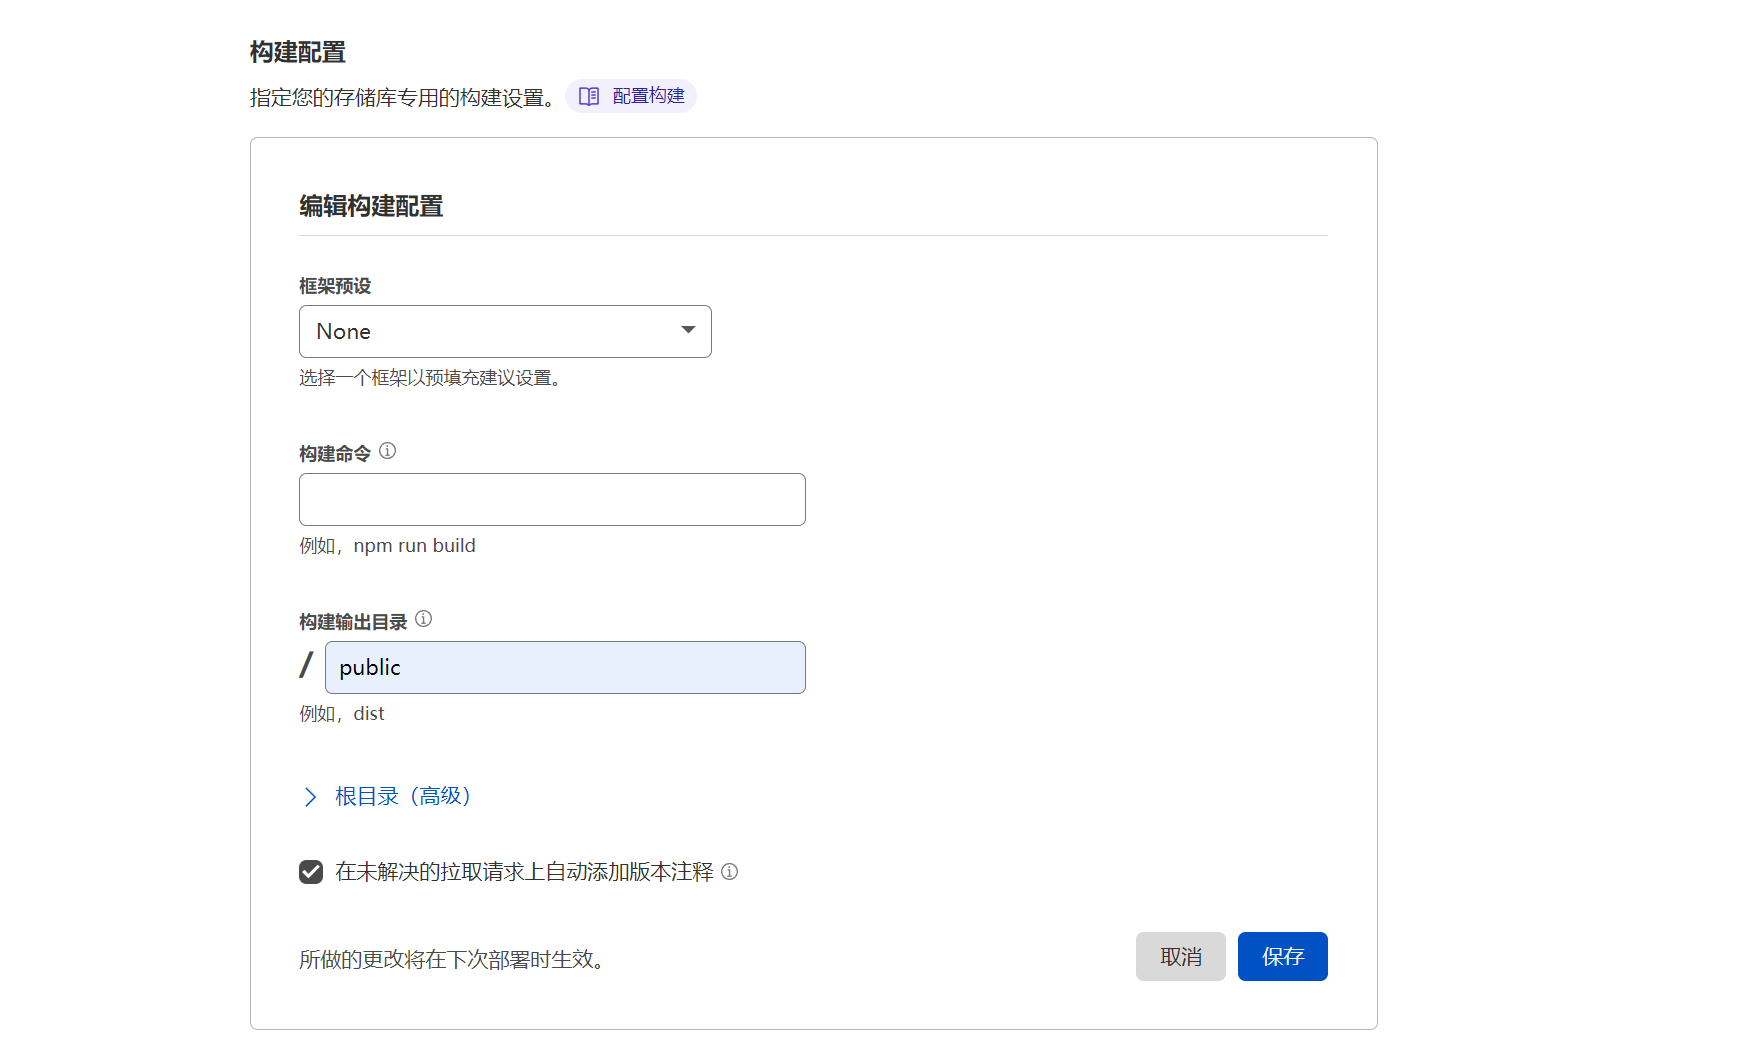 构建配置
指定您的存储库专用的构建设置。 配置构建
编辑构建配置
框架预设
None
选择一个框架以预填充建议设置。
构建命令
例如，npm run build
构建输出目录
/ public
例如，dist
根目录（高级）
在未解决的拉取请求上自动添加版本注释
所做的更改将在下次部署时生效。 取消 保存